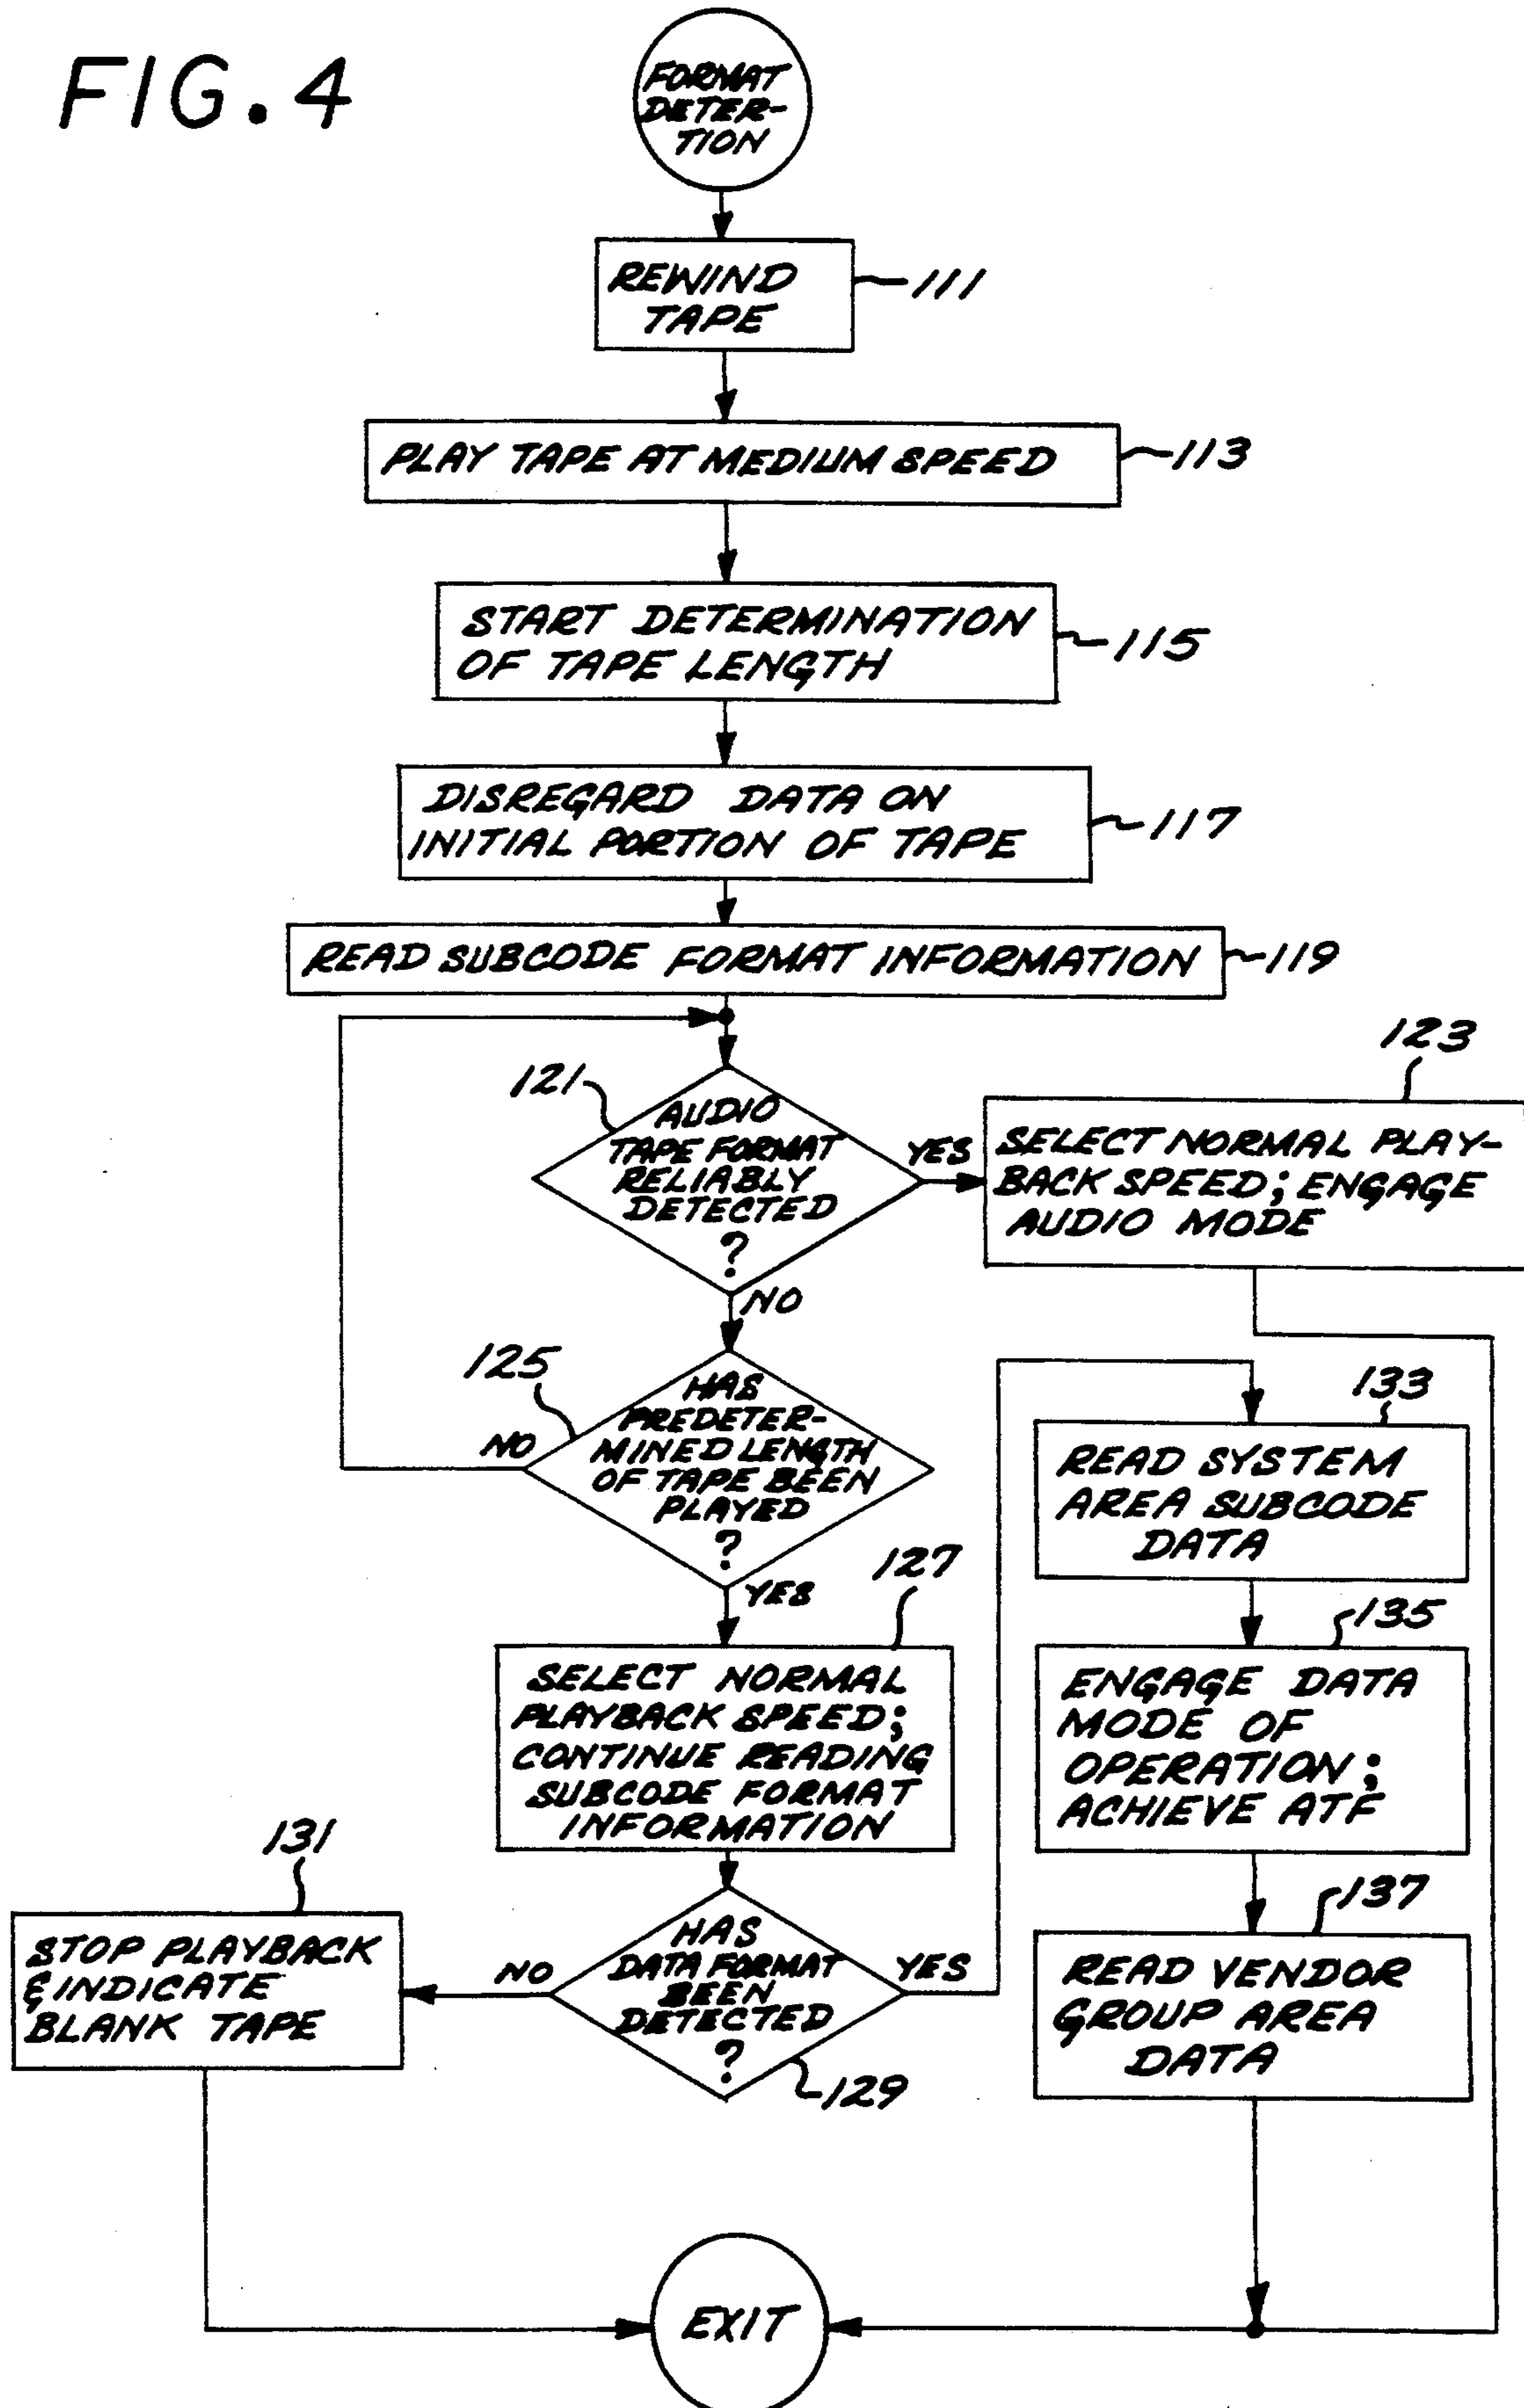 FIG. 4
FORMAT
DETER-
TION
REWIND
TAPE
111
PLAY TAPE AT MEDIUM SPEED
113
START DETERMINATION
OF TAPE LENGTH
115
DISREGARD DATA ON
INITIAL PORTION OF TAPE
117
READ SUBCODE FORMAT INFORMATION
119
121
AUDIO
TAPE FORMAT
RELIABLY
DETECTED
?
YES
NO
123
SELECT NORMAL PLAY-
BACK SPEED; ENGAGE
AUDIO MODE
125
HAS
PREDETER-
MINED LENGTH
OF TAPE BEEN
PLAYED
?
NO
YES
127
SELECT NORMAL
PLAYBACK SPEED;
CONTINUE READING
SUBCODE FORMAT
INFORMATION
HAS
DATA FORMAT
BEEN
DETECTED
?
129
NO
YES
131
STOP PLAYBACK
& INDICATE
BLANK TAPE
133
READ SYSTEM
AREA SUBCODE
DATA
135
ENGAGE DATA
MODE OF
OPERATION;
ACHIEVE ATF
137
READ VENDOR
GROUP AREA
DATA
EXIT